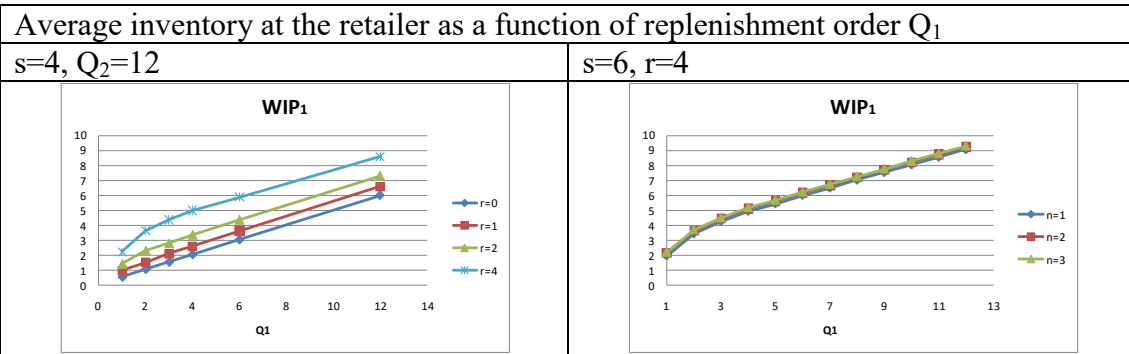 Average inventory at the retailer as a function of replenishment order Q₁
s=4, Q₂=12
s=6, r=4
WIP₁
10
9
8
7
6
5
4
3
2
1
0
0 2 4 6 8 10 12 14
Q1
r=0
r=1
r=2
r=4
WIP₁
10
9
8
7
6
5
4
3
2
1
0
1 3 5 7 9 11 13
Q1
n=1
n=2
n=3